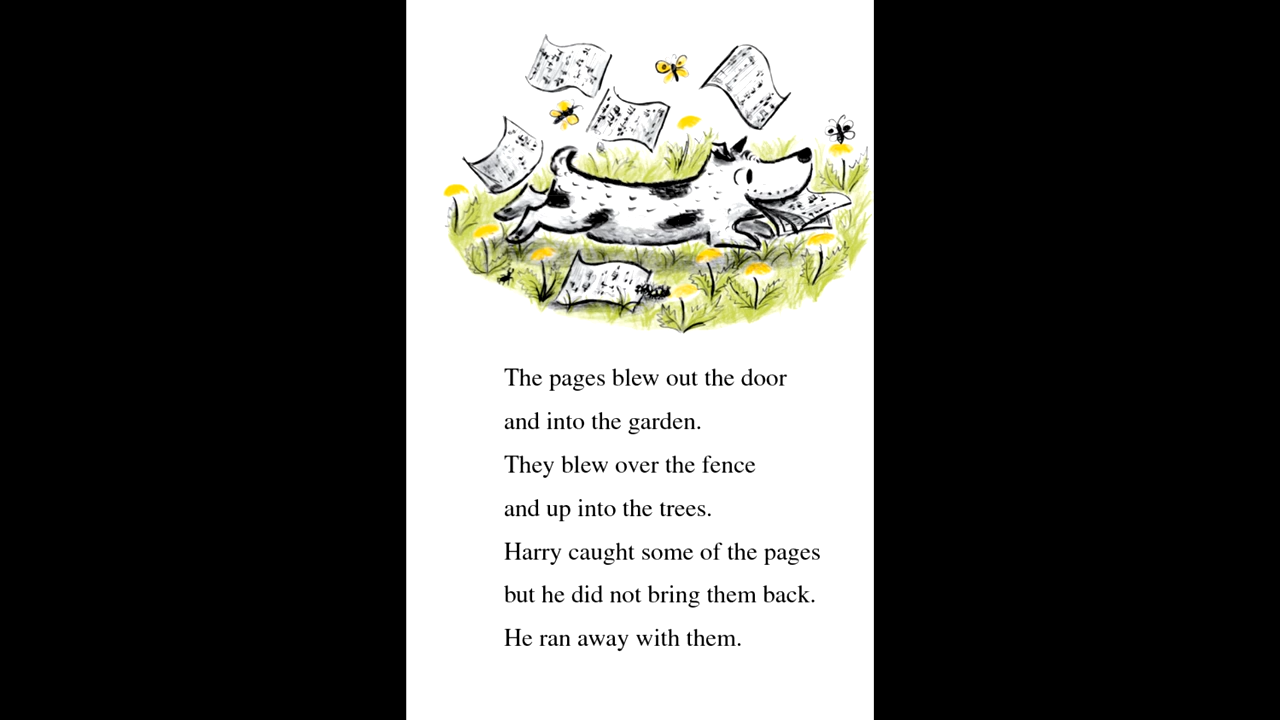 The pages blew out the door
and into the garden.
They blew over the fence
and up into the trees.
Harry caught some of the pages
but he did not bring them back.
He ran away with them.